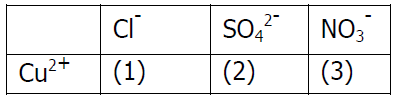 Cl⁻ SO₄²⁻ NO₃⁻
Cu²⁺ (1) (2) (3)